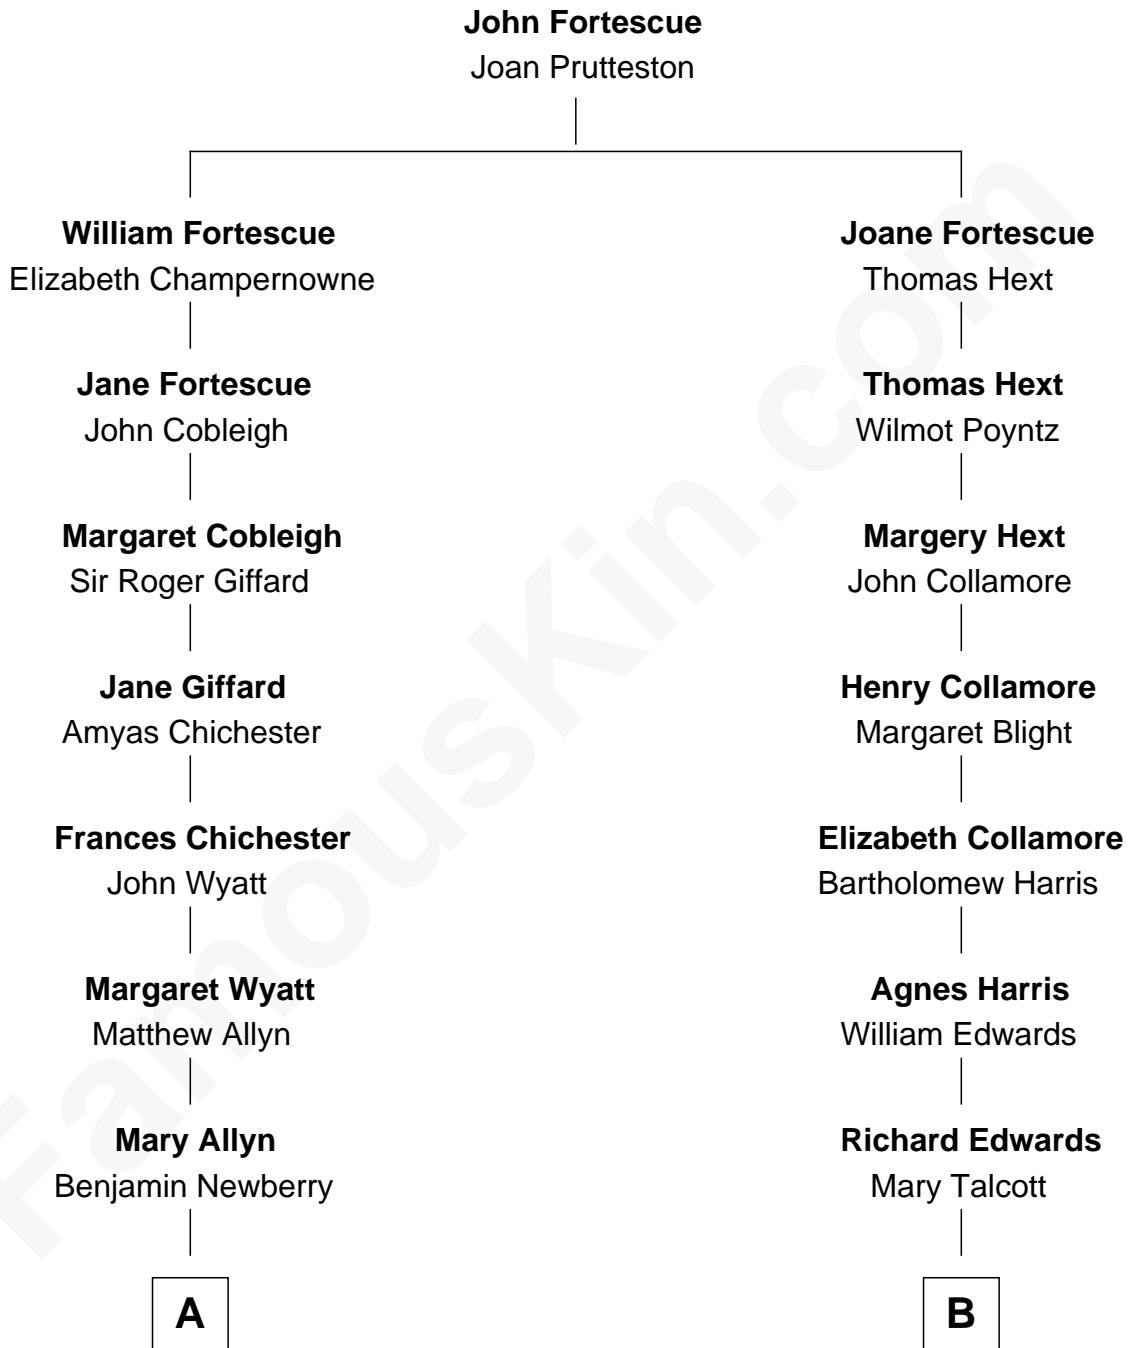 John Fortescue
Joan Prutteston
William Fortescue
Elizabeth Champernowne
Joane Fortescue
Thomas Hext
Jane Fortescue
John Cobleigh
Thomas Hext
Wilmot Poyntz
Margaret Cobleigh
Sir Roger Giffard
Margery Hext
John Collamore
Jane Giffard
Amyas Chichester
Henry Collamore
Margaret Blight
Frances Chichester
John Wyatt
Elizabeth Collamore
Bartholomew Harris
Margaret Wyatt
Matthew Allyn
Agnes Harris
William Edwards
Mary Allyn
Benjamin Newberry
Richard Edwards
Mary Talcott
A
B
FamousKin.com